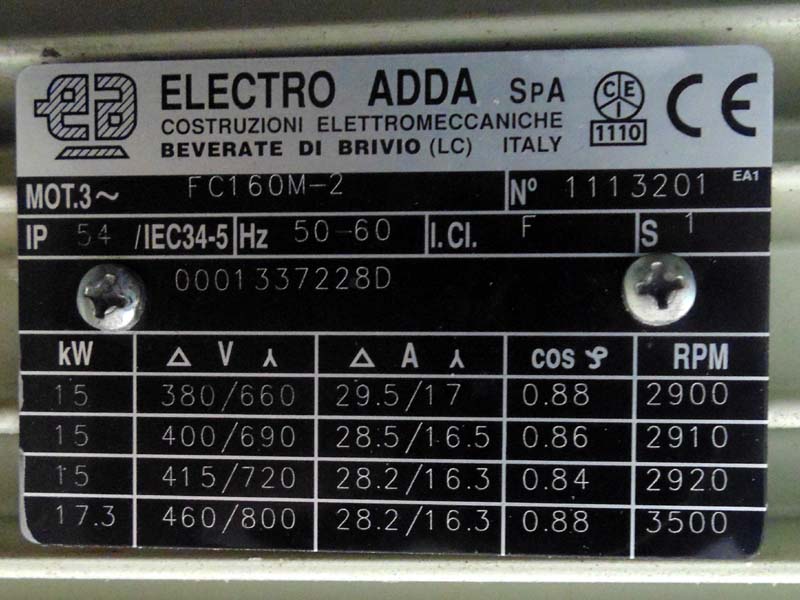 ea ELECTRO ADDA SpA CEI 1110 CE
COSTRUZIONI ELETTROMECCANICHE
BEVERATE DI BRIVIO (LC) ITALY
MOT.3~ FC160M-2 Nº 1113201 EA1
IP 54 /IEC34-5 Hz 50-60 I.Cl. F S 1
0001337228D
kW Δ V ⅄ Δ A ⅄ cos φ RPM
15 380/660 29.5/17 0.88 2900
15 400/690 28.5/16.5 0.86 2910
15 415/720 28.2/16.3 0.84 2920
17.3 460/800 28.2/16.3 0.88 3500